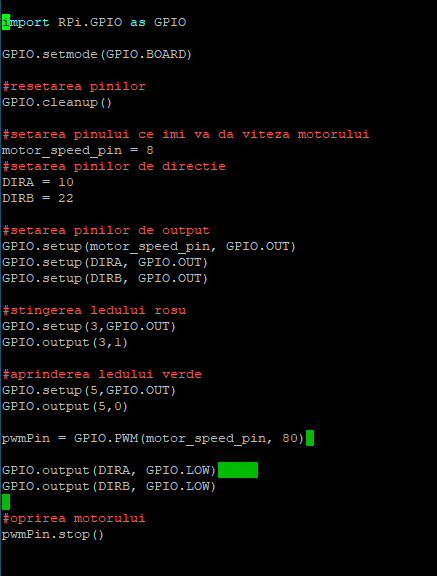 import RPi.GPIO as GPIO
GPIO.setmode(GPIO.BOARD)
#resetarea pinilor
GPIO.cleanup()
#setarea pinului ce imi va da viteza motorului
motor_speed_pin = 8
#setarea pinilor de directie
DIRA = 10
DIRB = 22
#setarea pinilor de output
GPIO.setup(motor_speed_pin, GPIO.OUT)
GPIO.setup(DIRA, GPIO.OUT)
GPIO.setup(DIRB, GPIO.OUT)
#stingerea ledului rosu
GPIO.setup(3,GPIO.OUT)
GPIO.output(3,1)
#aprinderea ledului verde
GPIO.setup(5,GPIO.OUT)
GPIO.output(5,0)
pwmPin = GPIO.PWM(motor_speed_pin, 80)
GPIO.output(DIRA, GPIO.LOW)
GPIO.output(DIRB, GPIO.LOW)
#oprirea motorului
pwmPin.stop()